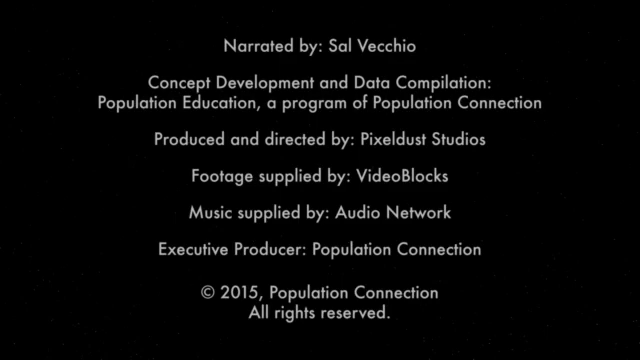 Narrated by: Sal Vecchio
Concept Development and Data Compilation:
Population Education, a program of Population Connection
Produced and directed by: Pixeldust Studios
Footage supplied by: VideoBlocks
Music supplied by: Audio Network
Executive Producer: Population Connection
© 2015, Population Connection
All rights reserved.